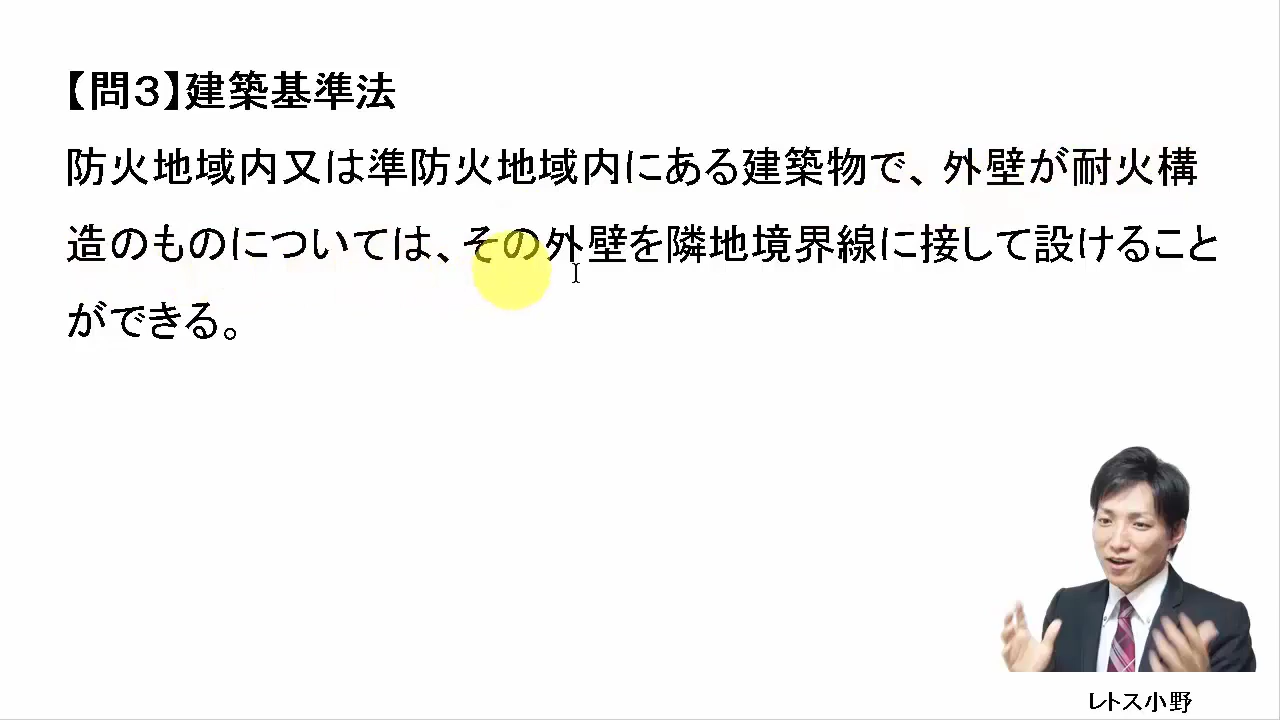 【問３】建築基準法
防火地域内又は準防火地域内にある建築物で、外壁が耐火構
造のものについては、その外壁を隣地境界線に接して設けること
ができる。
レトス小野